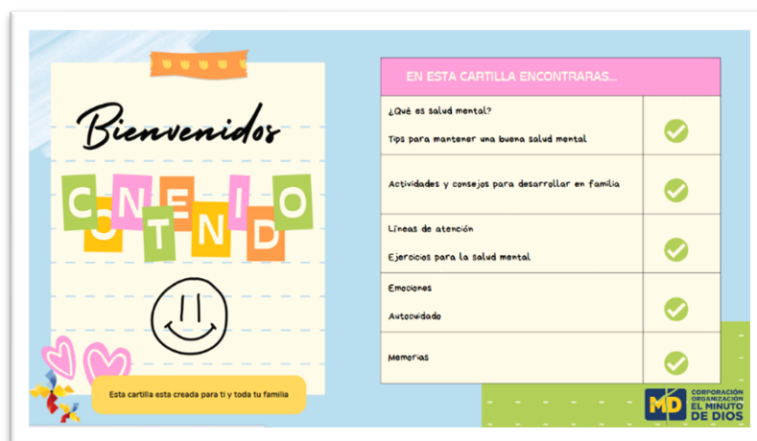 Bienvenidos
CONTENIDO
Esta cartilla esta creada para ti y toda tu familia
EN ESTA CARTILLA ENCONTRARAS...
¿Qué es salud mental?
Tips para mantener una buena salud mental
Actividades y consejos para desarrollar en familia
Líneas de atención
Ejercicios para la salud mental
Emociones
Autocuidado
Memorias
MD
CORPORACIÓN
ORGANIZACIÓN
EL MINUTO
DE DIOS